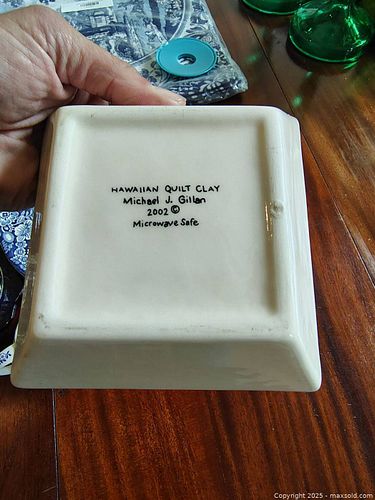 HAWAIIAN QUILT CLAY
Michael J. Gillan
2002 ©
Microwave Safe
Copyright 2025 - maxsold.com